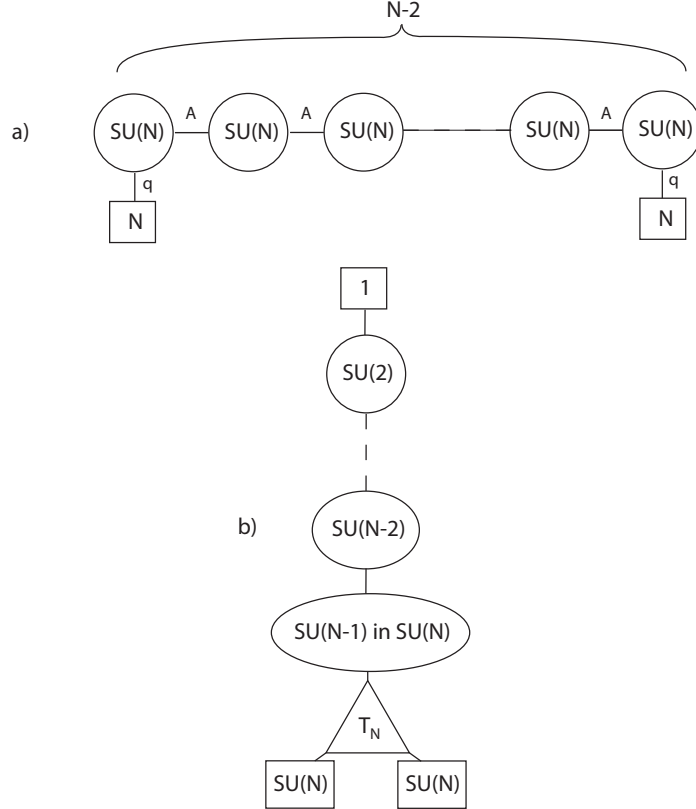 N-2
A A A
a) SU(N) SU(N) SU(N) SU(N) SU(N)
q q
N N
1
SU(2)
b) SU(N-2)
SU(N-1) in SU(N)
T_N
SU(N) SU(N)